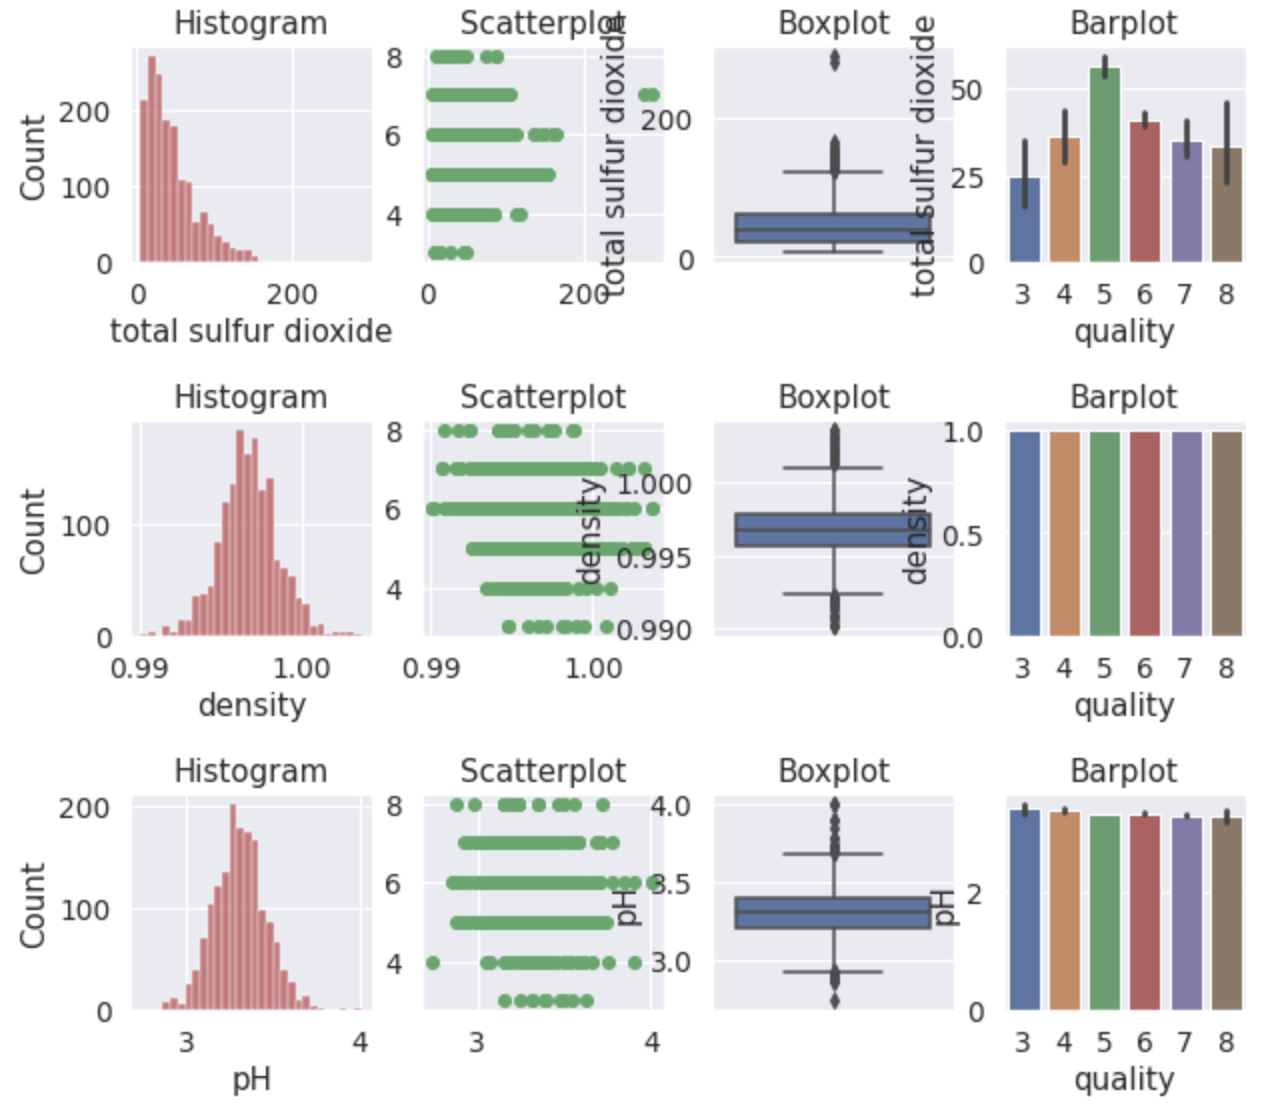 Histogram
Scatterplot
Boxplot
Barplot
Count
200
100
0
0
200
total sulfur dioxide
8
6
4
0
200
total sulfur dioxide
200
0
total sulfur dioxide
50
25
0
3 4 5 6 7 8
quality
Histogram
Scatterplot
Boxplot
Barplot
Count
100
0
0.99
1.00
density
8
6
4
0.99
1.00
density
1.000
0.995
0.990
density
1.0
0.5
0.0
3 4 5 6 7 8
quality
Histogram
Scatterplot
Boxplot
Barplot
Count
200
100
0
3
4
pH
8
6
4
3
4
pH
4.0
3.5
3.0
pH
2
0
3 4 5 6 7 8
quality